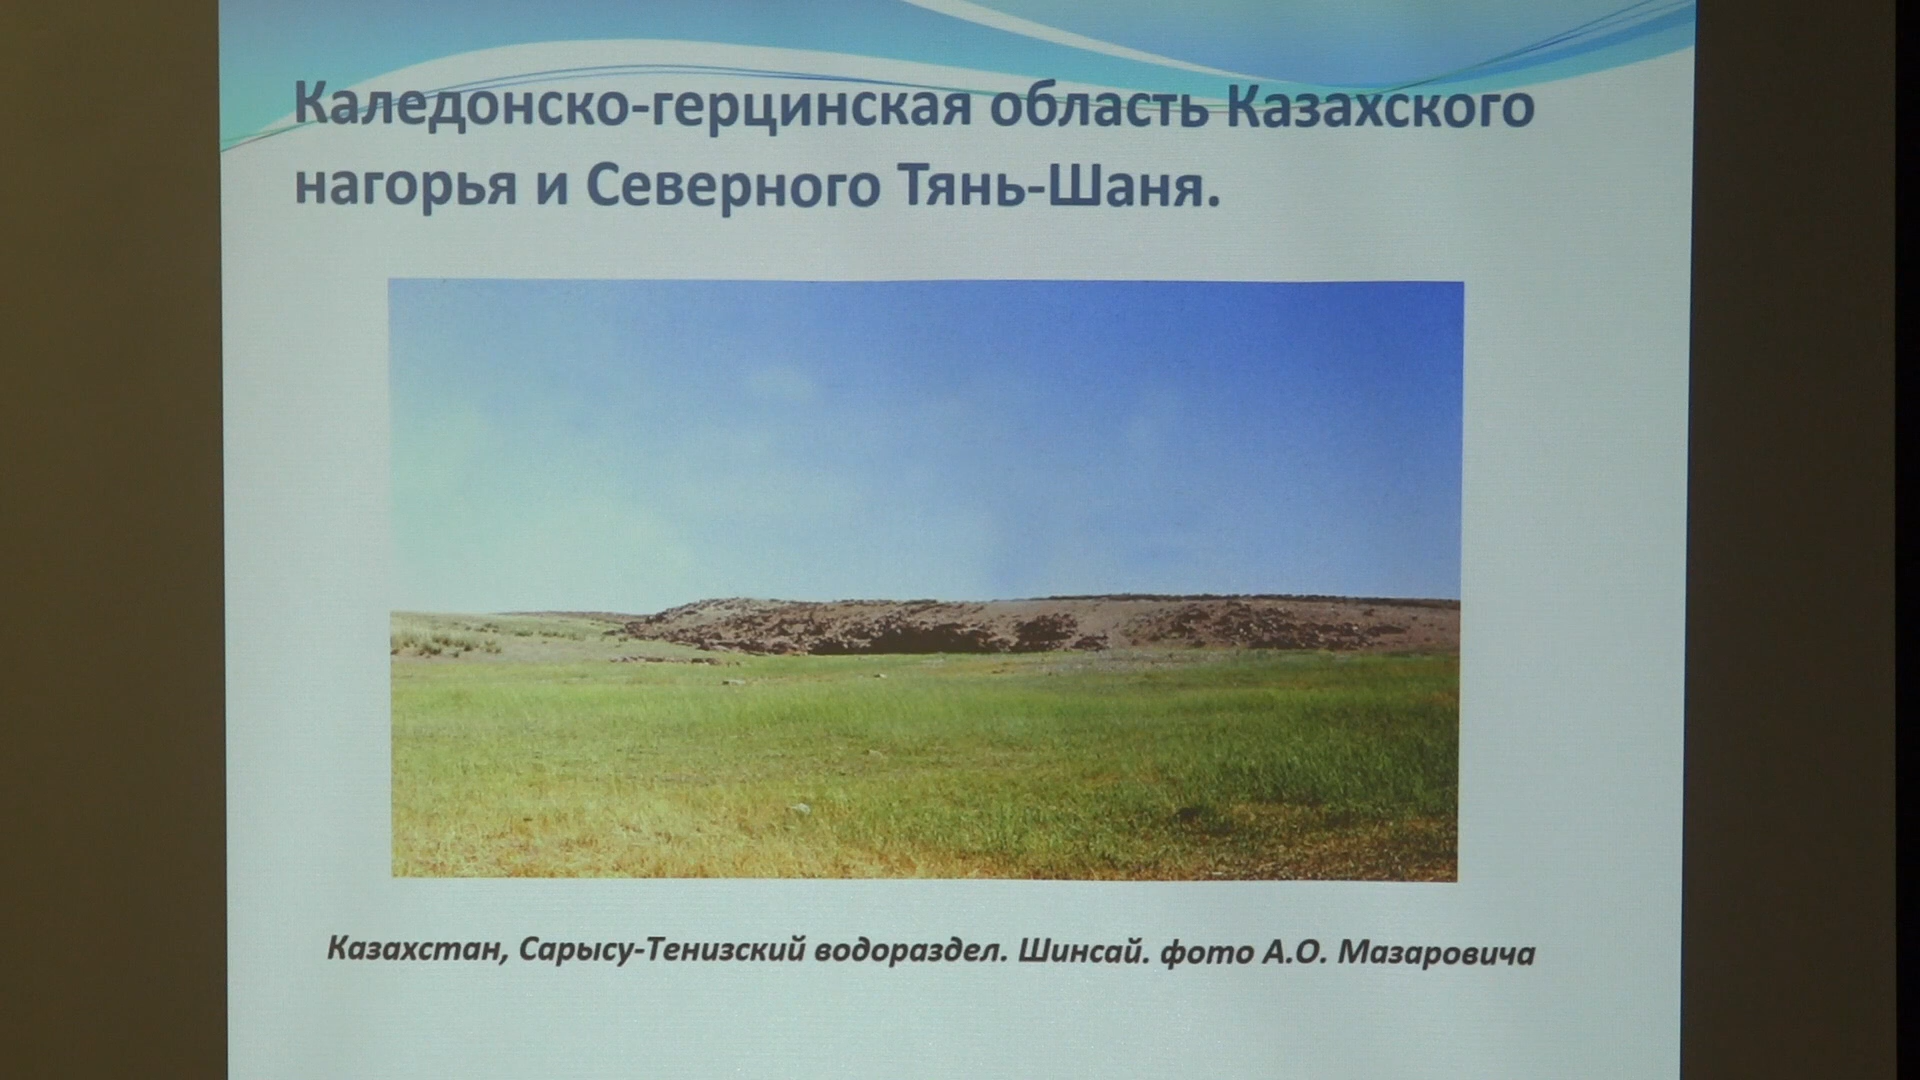 Каледонско-герцинская область Казахского
нагорья и Северного Тянь-Шаня.
Казахстан, Сарысу-Тенизский водораздел. Шинсай. фото А.О. Мазаровича